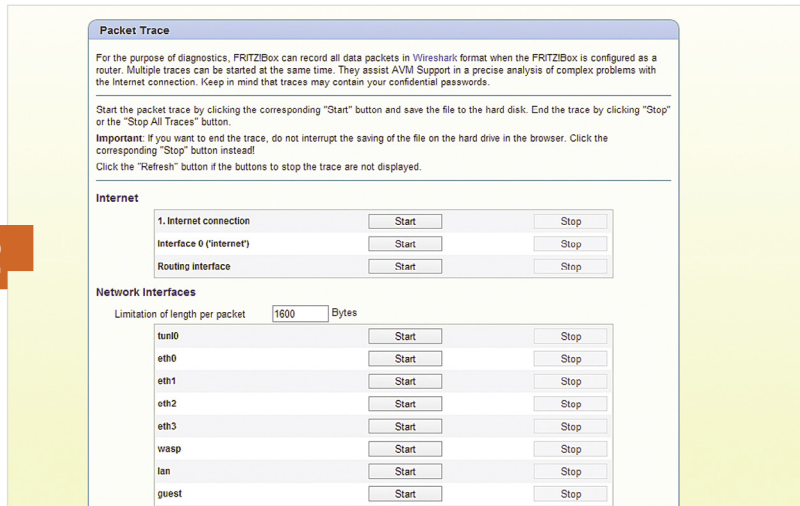 Packet Trace
For the purpose of diagnostics, FRITZ!Box can record all data packets in Wireshark format when the FRITZ!Box is configured as a
router. Multiple traces can be started at the same time. They assist AVM Support in a precise analysis of complex problems with
the Internet connection. Keep in mind that traces may contain your confidential passwords.
Start the packet trace by clicking the corresponding "Start" button and save the file to the hard disk. End the trace by clicking "Stop"
or the "Stop All Traces" button.
Important: If you want to end the trace, do not interrupt the saving of the file on the hard drive in the browser. Click the
corresponding "Stop" button instead!
Click the "Refresh" button if the buttons to stop the trace are not displayed.
Internet
1. Internet connection Start Stop
Interface 0 ('internet') Start Stop
Routing interface Start Stop
Network Interfaces
Limitation of length per packet 1600 Bytes
tunl0 Start Stop
eth0 Start Stop
eth1 Start Stop
eth2 Start Stop
eth3 Start Stop
wasp Start Stop
lan Start Stop
guest Start Stop